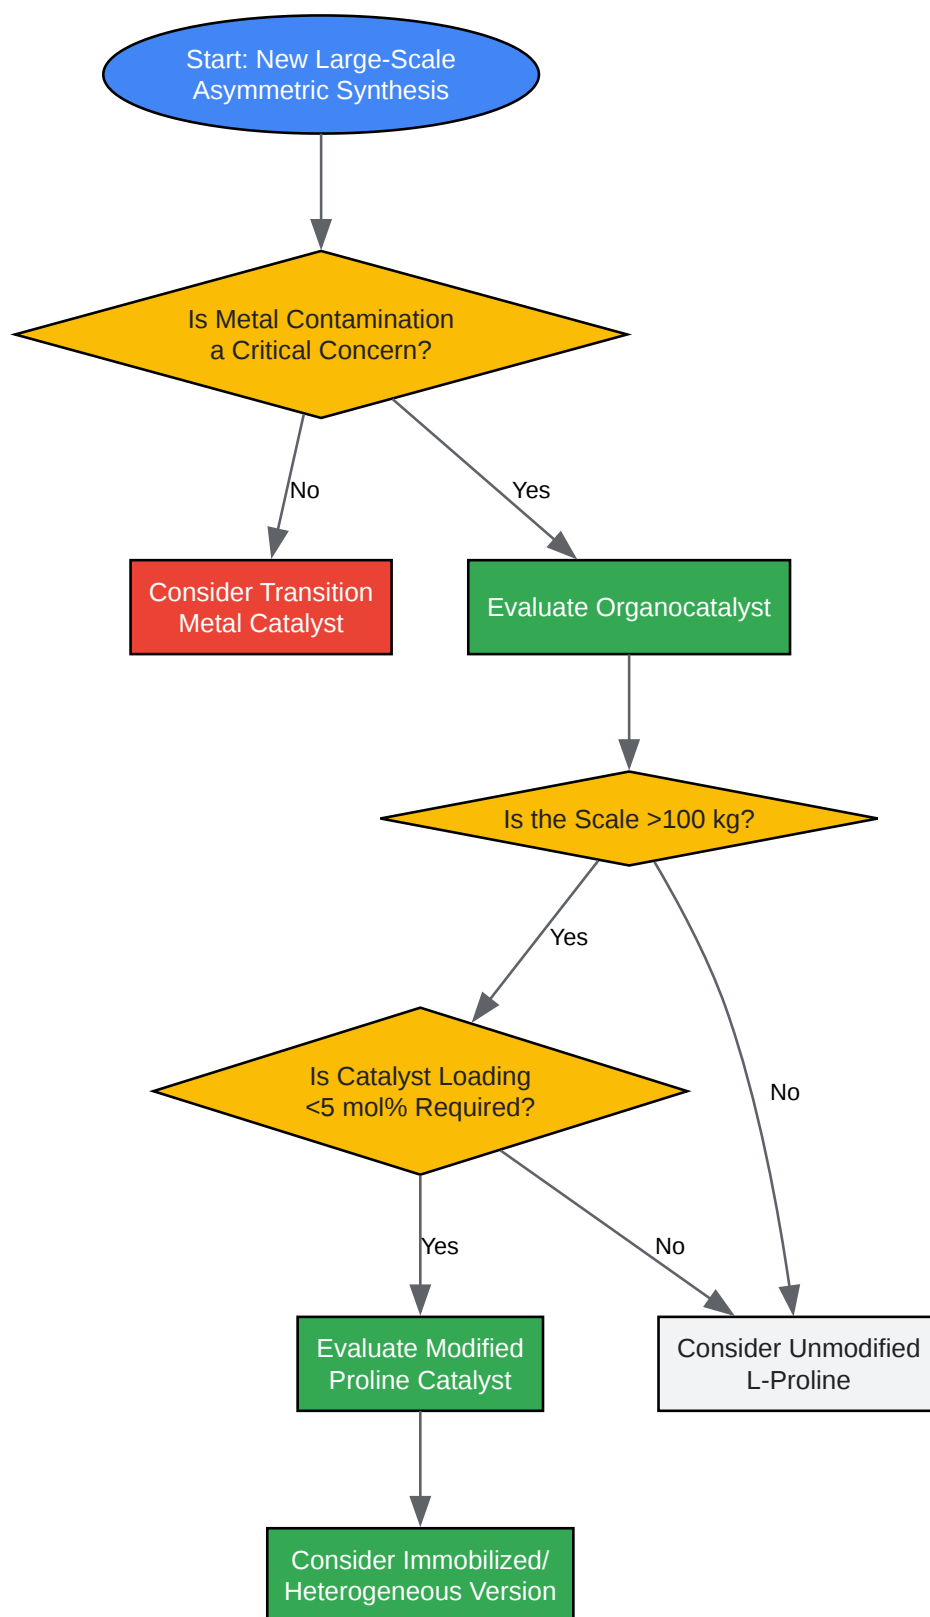 Start: New Large-Scale
Asymmetric Synthesis
Is Metal Contamination
a Critical Concern?
No
Yes
Consider Transition
Metal Catalyst
Evaluate Organocatalyst
Is the Scale >100 kg?
Yes
Is Catalyst Loading
<5 mol% Required?
No
Yes
No
Evaluate Modified
Proline Catalyst
Consider Unmodified
L-Proline
Consider Immobilized/
Heterogeneous Version